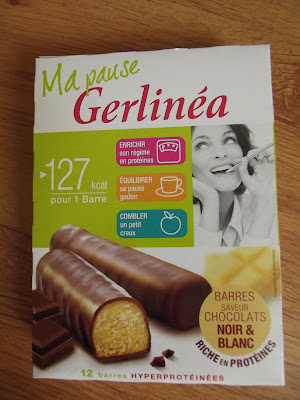 Ma pause
Gerlinéa
127 kcal
pour 1 Barre
ENRICHIR
son régime
en protéines
ÉQUILIBRER
sa pause
goûter
COMBLER
un petit
creux
BARRES
SAVEUR
CHOCOLATS
NOIR &
BLANC
RICHE EN PROTÉINES
12 barres HYPERPROTÉINÉES